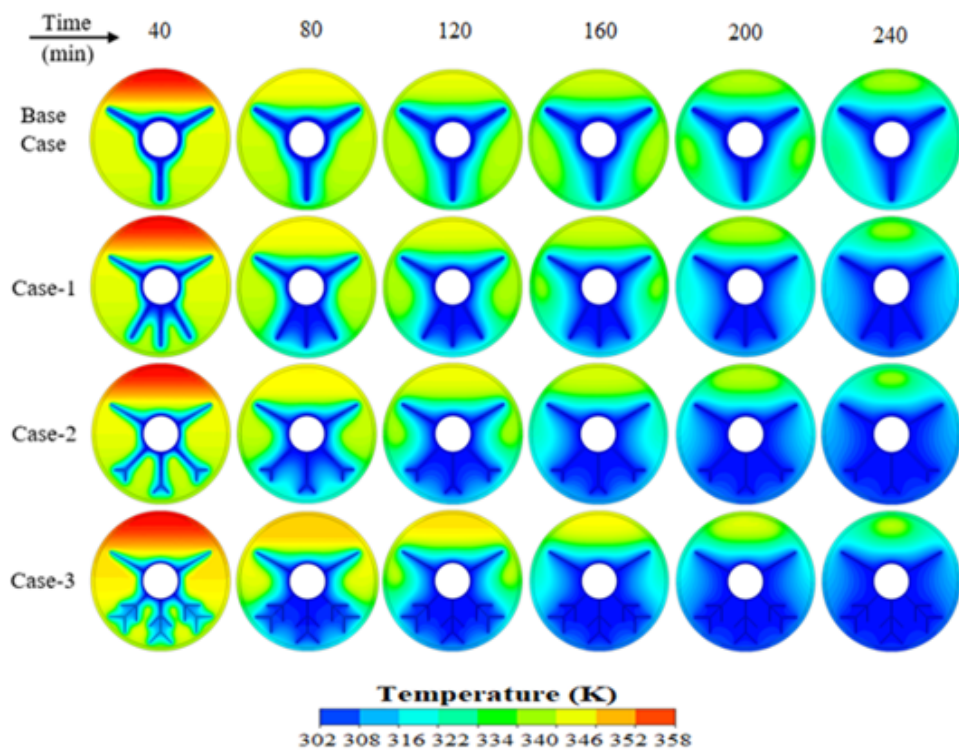 Time
(min)
40 80 120 160 200 240
Base
Case
Case-1
Case-2
Case-3
Temperature (K)
302 308 316 322 334 340 346 352 358